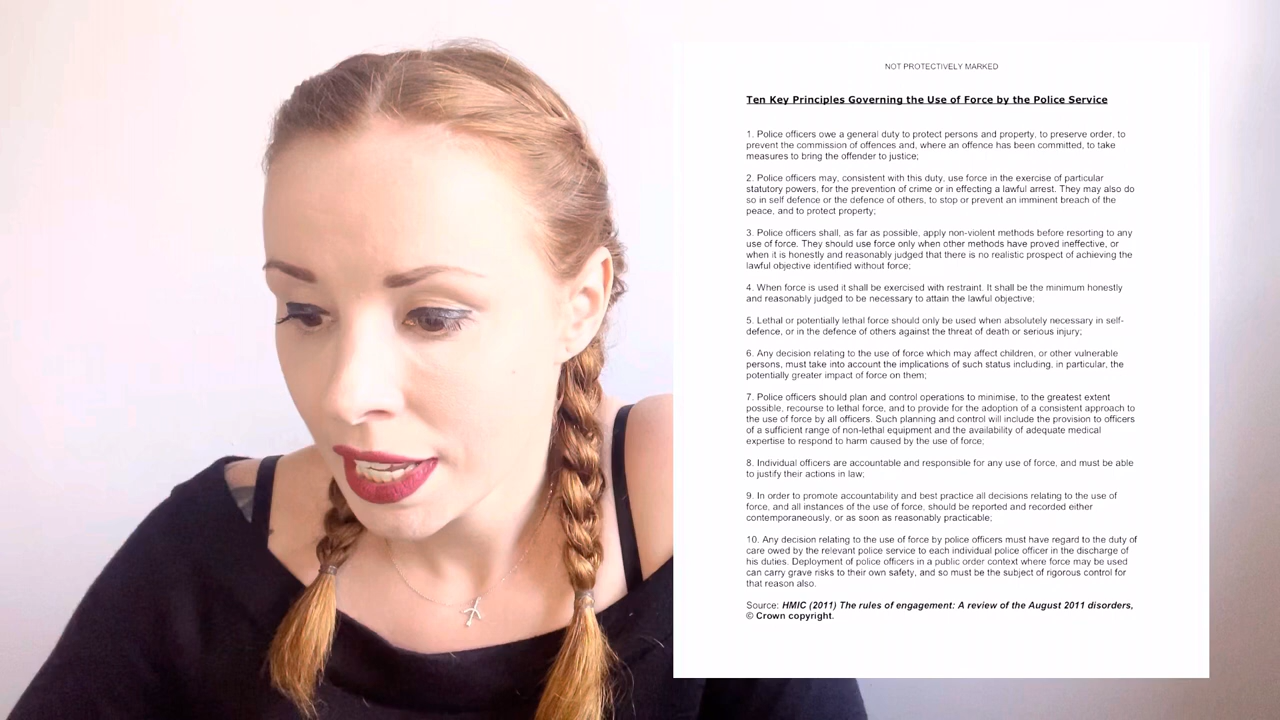 NOT PROTECTIVELY MARKED
Ten Key Principles Governing the Use of Force by the Police Service
1. Police officers owe a general duty to protect persons and property, to preserve order, to
prevent the commission of offences and, where an offence has been committed, to take
measures to bring the offender to justice;
2. Police officers may, consistent with this duty, use force in the exercise of particular
statutory powers, for the prevention of crime or in effecting a lawful arrest. They may also do
so in self defence or the defence of others, to stop or prevent an imminent breach of the
peace, and to protect property;
3. Police officers shall, as far as possible, apply non-violent methods before resorting to any
use of force. They should use force only when other methods have proved ineffective, or
when it is honestly and reasonably judged that there is no realistic prospect of achieving the
lawful objective identified without force;
4. When force is used it shall be exercised with restraint. It shall be the minimum honestly
and reasonably judged to be necessary to attain the lawful objective;
5. Lethal or potentially lethal force should only be used when absolutely necessary in self-
defence, or in the defence of others against the threat of death or serious injury;
6. Any decision relating to the use of force which may affect children, or other vulnerable
persons, must take into account the implications of such status including, in particular, the
potentially greater impact of force on them;
7. Police officers should plan and control operations to minimise, to the greatest extent
possible, recourse to lethal force, and to provide for the adoption of a consistent approach to
the use of force by all officers. Such planning and control will include the provision to officers
of a sufficient range of non-lethal equipment and the availability of adequate medical
expertise to respond to harm caused by the use of force;
8. Individual officers are accountable and responsible for any use of force, and must be able
to justify their actions in law;
9. In order to promote accountability and best practice all decisions relating to the use of
force, and all instances of the use of force, should be reported and recorded either
contemporaneously, or as soon as reasonably practicable;
10. Any decision relating to the use of force by police officers must have regard to the duty of
care owed by the relevant police service to each individual police officer in the discharge of
his duties. Deployment of police officers in a public order context where force may be used
can carry grave risks to their own safety, and so must be the subject of rigorous control for
that reason also.
Source: HMIC (2011) The rules of engagement: A review of the August 2011 disorders,
© Crown copyright.